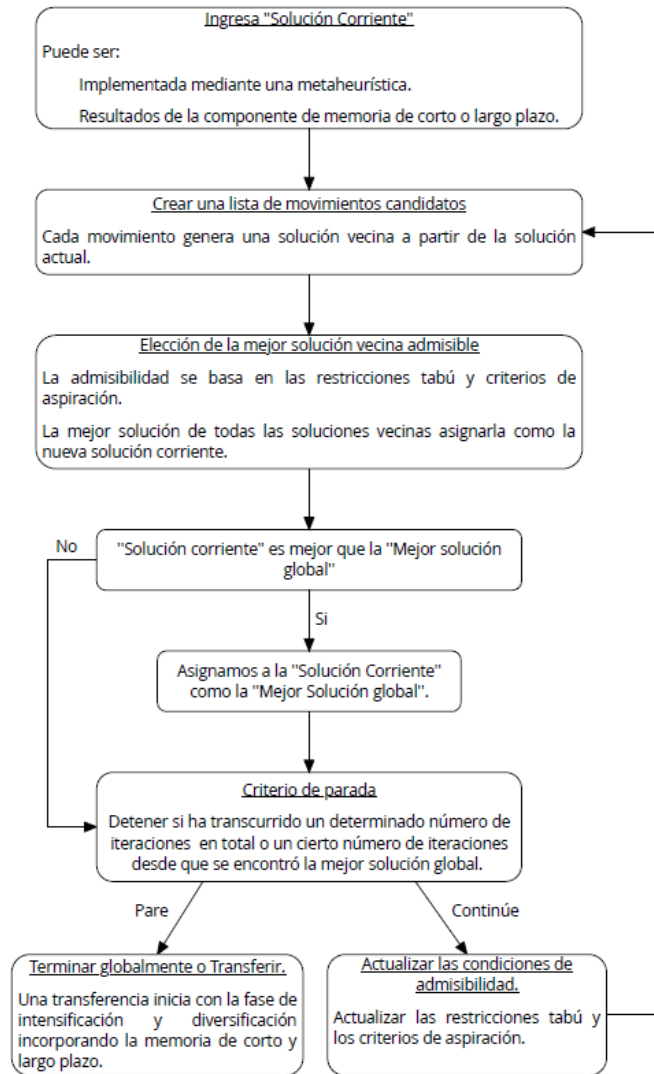 Ingresa "Solución Corriente"
Puede ser:
Implementada mediante una metaheurística.
Resultados de la componente de memoria de corto o largo plazo.
Crear una lista de movimientos candidatos
Cada movimiento genera una solución vecina a partir de la solución
actual.
Elección de la mejor solución vecina admisible
La admisibilidad se basa en las restricciones tabú y criterios de
aspiración.
La mejor solución de todas las soluciones vecinas asignarla como la
nueva solución corriente.
No
"Solución corriente" es mejor que la "Mejor solución
global"
Si
Asignamos a la "Solución Corriente"
como la "Mejor Solución global".
Criterio de parada
Detener si ha transcurrido un determinado número de
iteraciones en total o un cierto número de iteraciones
desde que se encontró la mejor solución global.
Pare
Continúe
Terminar globalmente o Transferir.
Una transferencia inicia con la fase de
intensificación y diversificación
incorporando la memoria de corto y
largo plazo.
Actualizar las condiciones de
admisibilidad.
Actualizar las restricciones tabú y
los criterios de aspiración.